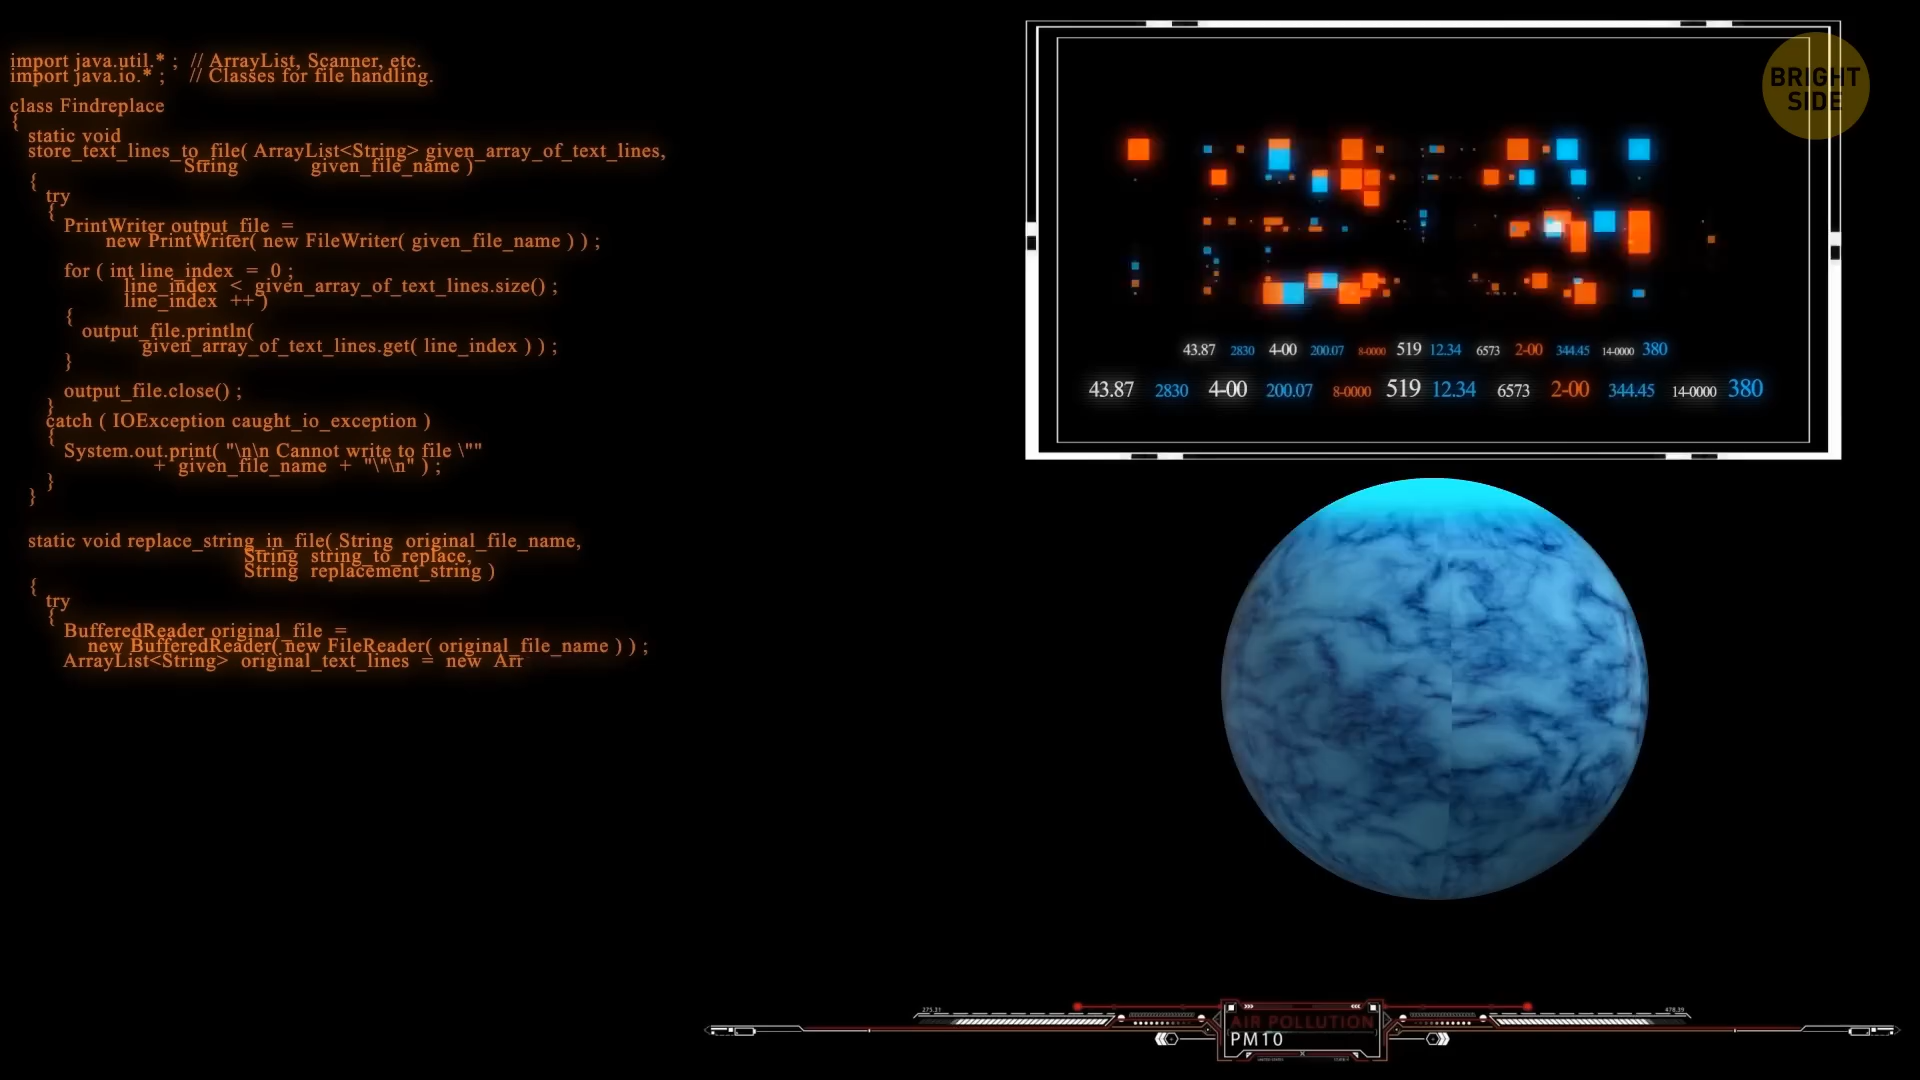 import java.util.* ;  // ArrayList, Scanner, etc.
import java.io.* ;    // Classes for file handling.
class Findreplace
{
static void
store_text_lines_to_file( ArrayList<String> given_array_of_text_lines,
String given_file_name )
{
try
{
PrintWriter output_file =
new PrintWriter( new FileWriter( given_file_name ) ) ;
for ( int line_index = 0 ;
line_index < given_array_of_text_lines.size() ;
line_index ++ )
{
output_file.println(
given_array_of_text_lines.get( line_index ) ) ;
}
output_file.close() ;
}
catch ( IOException caught_io_exception )
{
System.out.print( "\n\n Cannot write to file \""
+ given_file_name + "\"\n" ) ;
}
}
static void replace_string_in_file( String original_file_name,
String string_to_replace,
String replacement_string )
{
try
{
BufferedReader original_file =
new BufferedReader( new FileReader( original_file_name ) ) ;
ArrayList<String> original_text_lines = new Arr
BRIGHT
SIDE
43.87 2830 4-00 200.07 8-0000 519 12.34 6573 2-00 344.45 14-0000 380
43.87 2830 4-00 200.07 8-0000 519 12.34 6573 2-00 344.45 14-0000 380
AIR POLLUTION
PM10